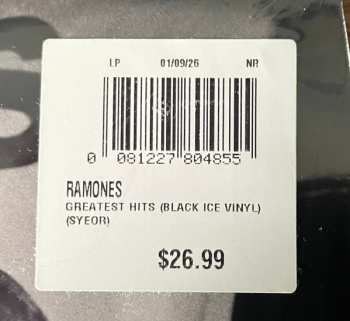 LP 01/09/26 NR
0 081227 804855
RAMONES
GREATEST HITS (BLACK ICE VINYL)
(SYEOR)
$26.99